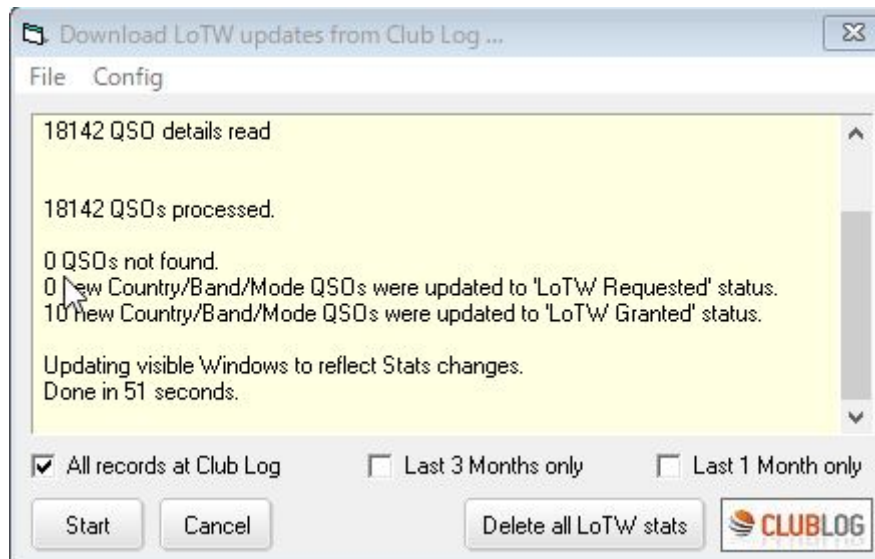 Download LoTW updates from Club Log ...
File Config
18142 QSO details read
18142 QSOs processed.
0 QSOs not found.
0 new Country/Band/Mode QSOs were updated to 'LoTW Requested' status.
10 new Country/Band/Mode QSOs were updated to 'LoTW Granted' status.
Updating visible Windows to reflect Stats changes.
Done in 51 seconds.
All records at Club Log Last 3 Months only Last 1 Month only
Start Cancel Delete all LoTW stats CLUBLOG